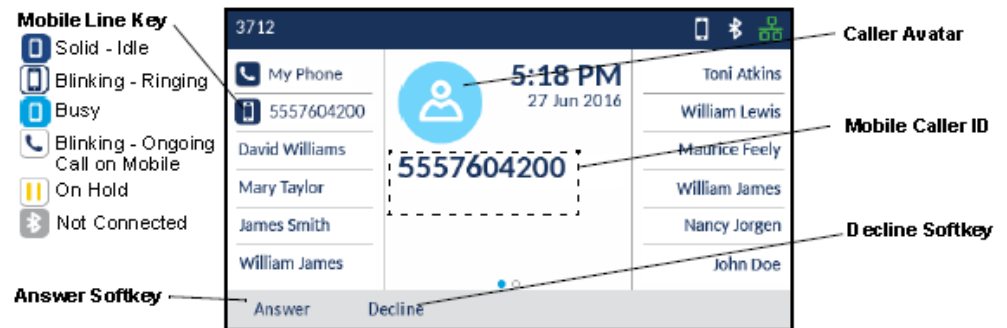 Mobile Line Key
Solid - Idle
Blinking - Ringing
Busy
Blinking - Ongoing
Call on Mobile
On Hold
Not Connected
Answer Softkey
3712
My Phone
5557604200
David Williams
Mary Taylor
James Smith
William James
5:18 PM
27 Jun 2016
5557604200
Toni Atkins
William Lewis
Maurice Feely
William James
Nancy Jorgen
John Doe
Answer
Decline
Caller Avatar
Mobile Caller ID
Decline Softkey